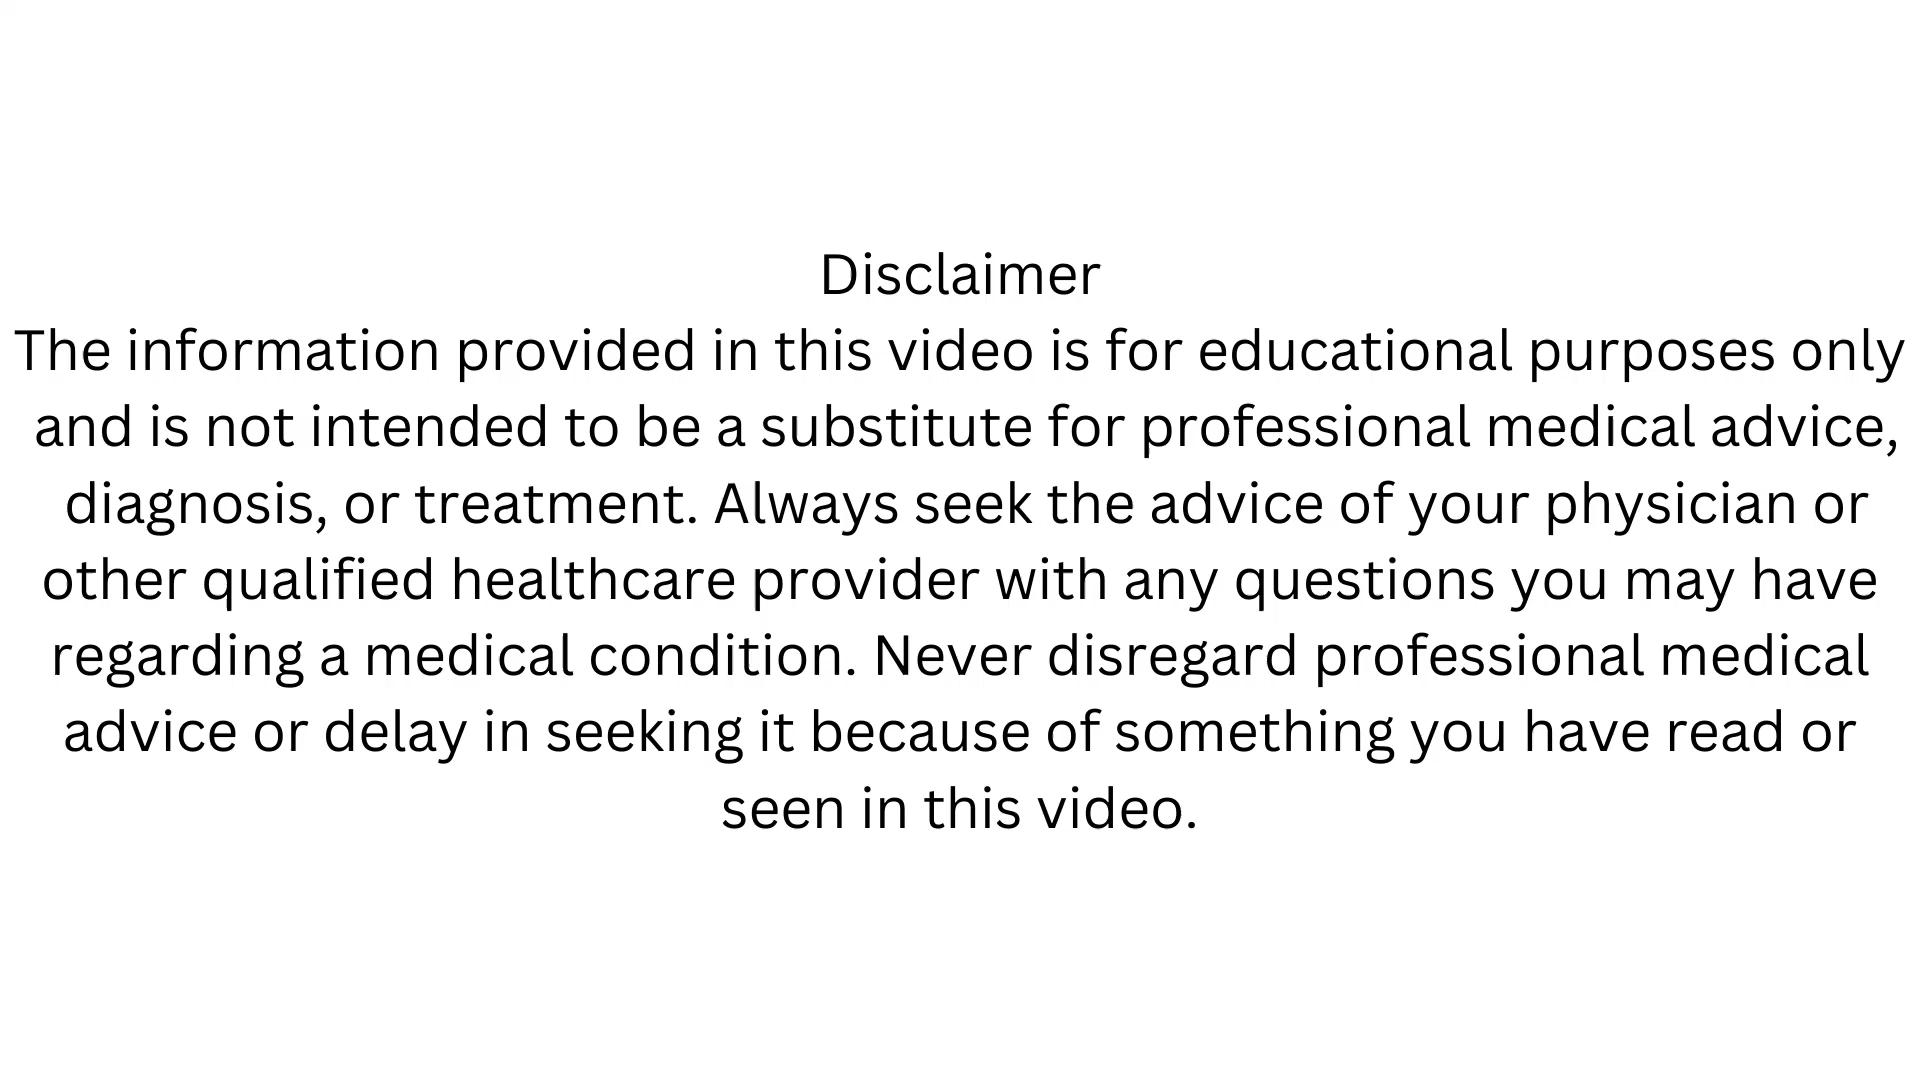 Disclaimer
The information provided in this video is for educational purposes only
and is not intended to be a substitute for professional medical advice,
diagnosis, or treatment. Always seek the advice of your physician or
other qualified healthcare provider with any questions you may have
regarding a medical condition. Never disregard professional medical
advice or delay in seeking it because of something you have read or
seen in this video.